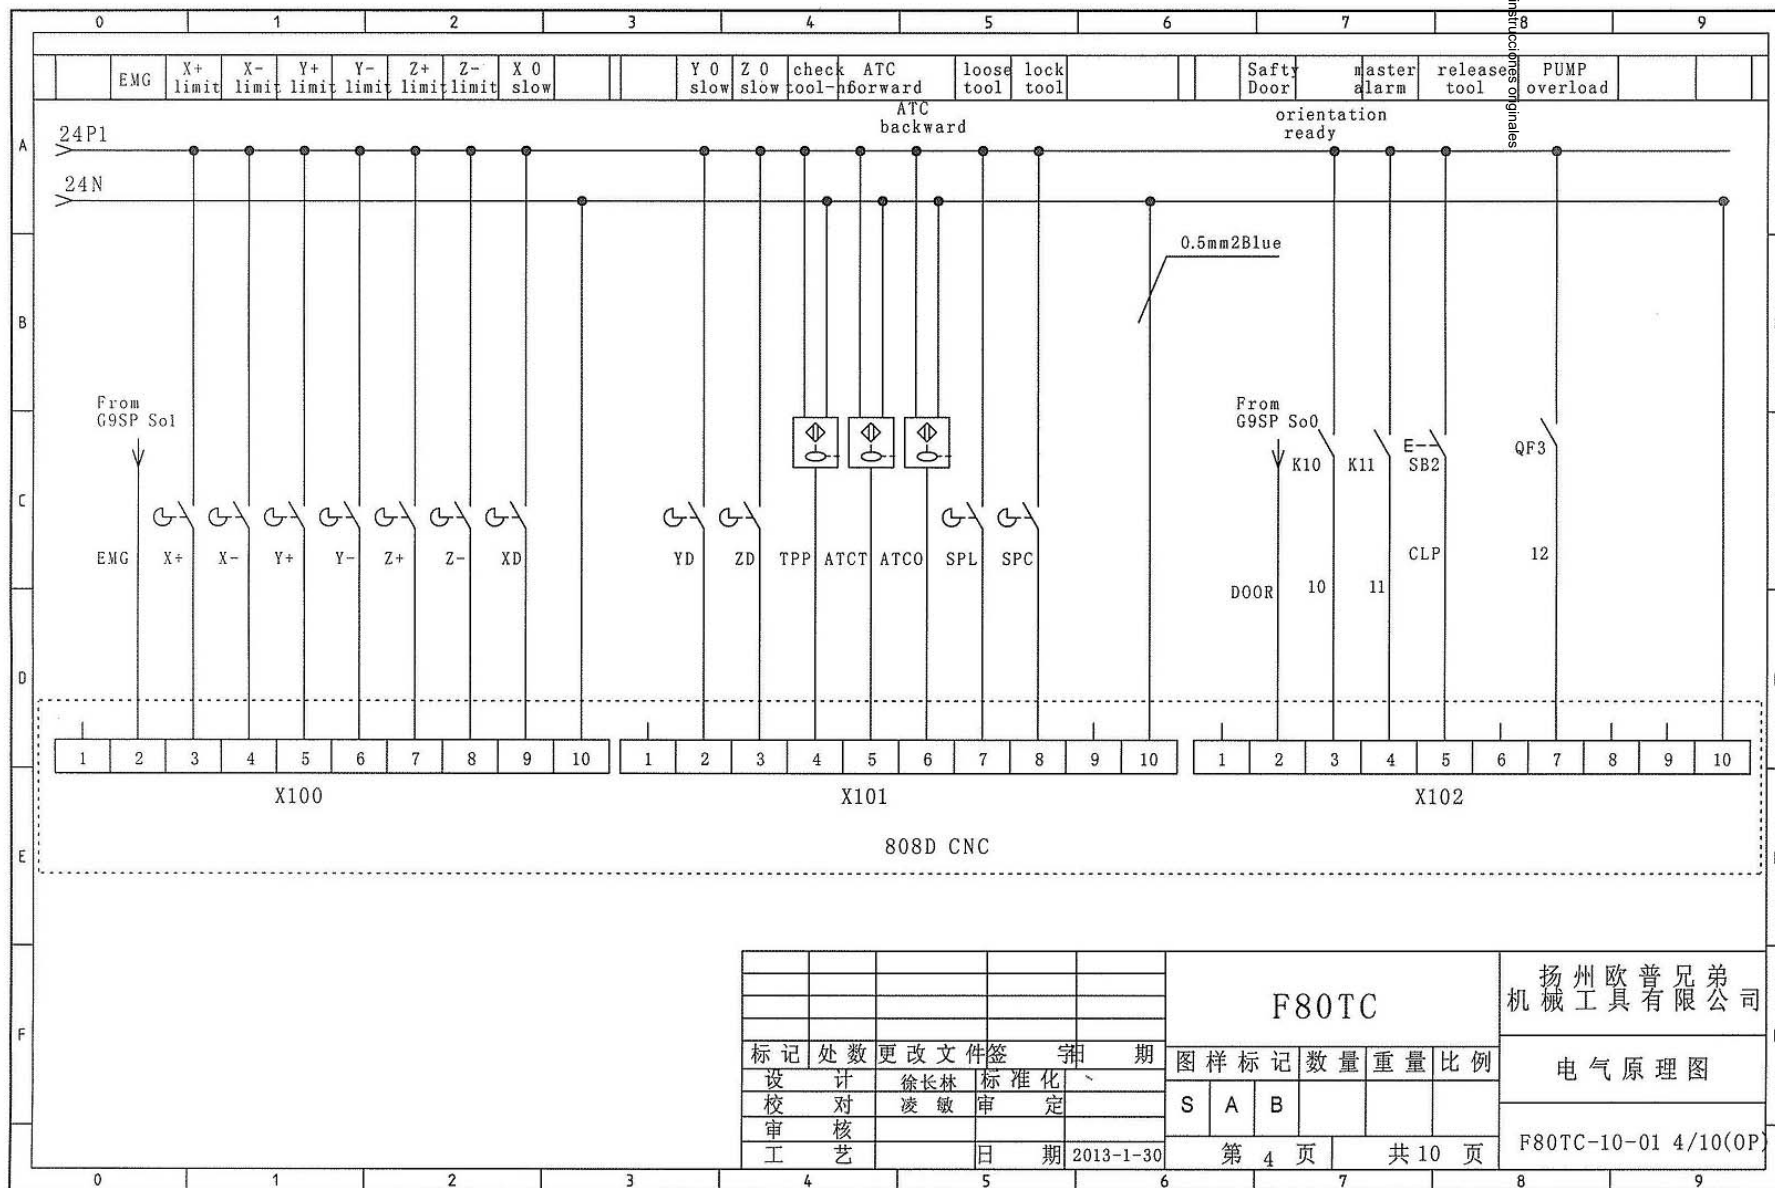 0 1 2 3 4 5 6 7 8 9
instrucciones originales
EMG
X+ limit
X- limit
Y+ limit
Y- limit
Z+ limit
Z- limit
X 0 slow
Y 0 slow
Z 0 slow
check tool-no
ATC forward
ATC backward
loose tool
lock tool
Safty Door
orientation ready
master alarm
release tool
PUMP overload
A
24P1
24N
B
0.5mm2Blue
From
G9SP So1
From
G9SP So0
K10 K11 E SB2 QF3
C
EMG X+ X- Y+ Y- Z+ Z- XD YD ZD TPP ATCT ATCO SPL SPC CLP 12
DOOR 10 11
D
1 2 3 4 5 6 7 8 9 10
1 2 3 4 5 6 7 8 9 10
1 2 3 4 5 6 7 8 9 10
X100 X101 X102
808D CNC
E
F
F80TC
扬州欧普兄弟
机械工具有限公司
标记 处数 更改文件 签字 日期
图样标记 数量 重量 比例
电气原理图
设计 徐长林 标准化
校对 凌敏 审定
S A B
审核
工艺 日期 2013-1-30
第 4 页 共10 页
F80TC-10-01 4/10(OP)
0 1 2 3 4 5 6 7 8 9